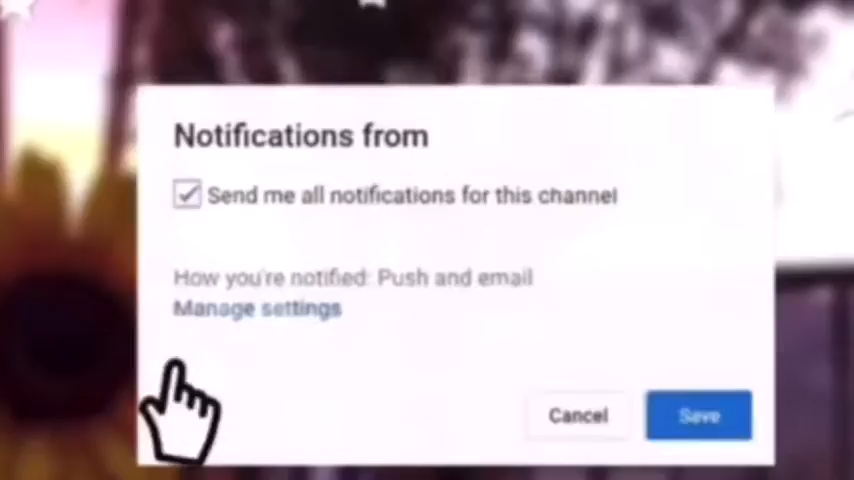 Notifications from
Send me all notifications for this channel
How you're notified: Push and email
Manage settings
Cancel
Save